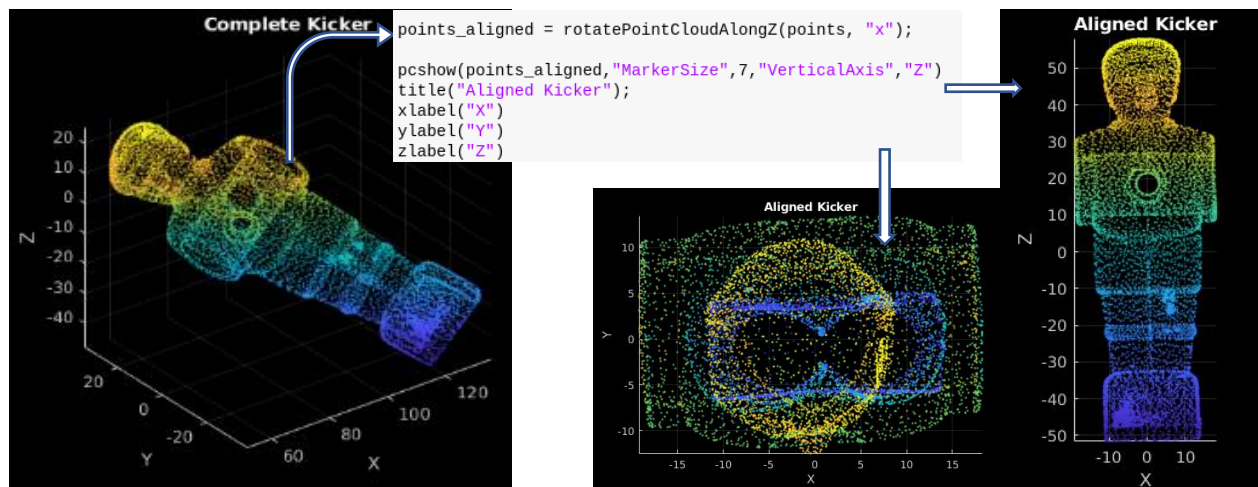 Complete Kicker
20
10
0
-10
-20
-30
-40
Z
20
0
-20
Y
60
80
100
120
X
points_aligned = rotatePointCloudAlongZ(points, "x");
pcshow(points_aligned,"MarkerSize",7,"VerticalAxis","Z")
title("Aligned Kicker");
xlabel("X")
ylabel("Y")
zlabel("Z")
Aligned Kicker
10
5
0
-5
-10
Y
-15
-10
-5
0
5
10
15
X
Aligned Kicker
50
40
30
20
10
0
-10
-20
-30
-40
-50
Z
-10
0
10
X